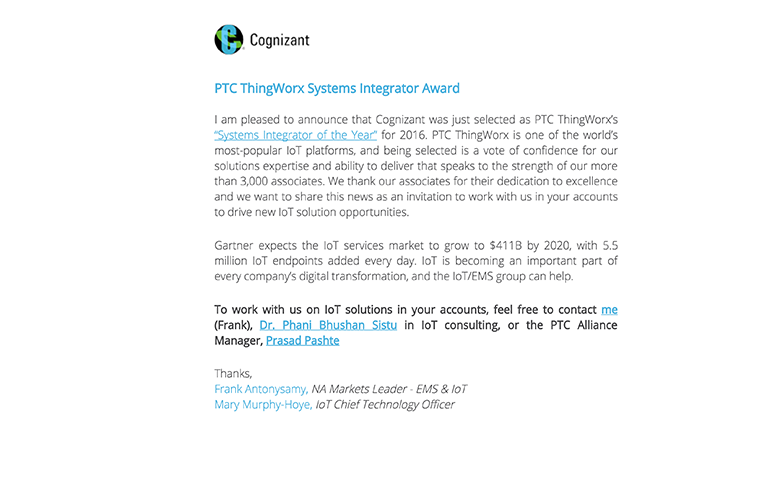 Cognizant
PTC ThingWorx Systems Integrator Award
I am pleased to announce that Cognizant was just selected as PTC ThingWorx's
"Systems Integrator of the Year" for 2016. PTC ThingWorx is one of the world's
most-popular IoT platforms, and being selected is a vote of confidence for our
solutions expertise and ability to deliver that speaks to the strength of our more
than 3,000 associates. We thank our associates for their dedication to excellence
and we want to share this news as an invitation to work with us in your accounts
to drive new IoT solution opportunities.
Gartner expects the IoT services market to grow to $411B by 2020, with 5.5
million IoT endpoints added every day. IoT is becoming an important part of
every company's digital transformation, and the IoT/EMS group can help.
To work with us on IoT solutions in your accounts, feel free to contact me
(Frank), Dr. Phani Bhushan Sistu in IoT consulting, or the PTC Alliance
Manager, Prasad Pashte
Thanks,
Frank Antonysamy, NA Markets Leader - EMS & IoT
Mary Murphy-Hoye, IoT Chief Technology Officer